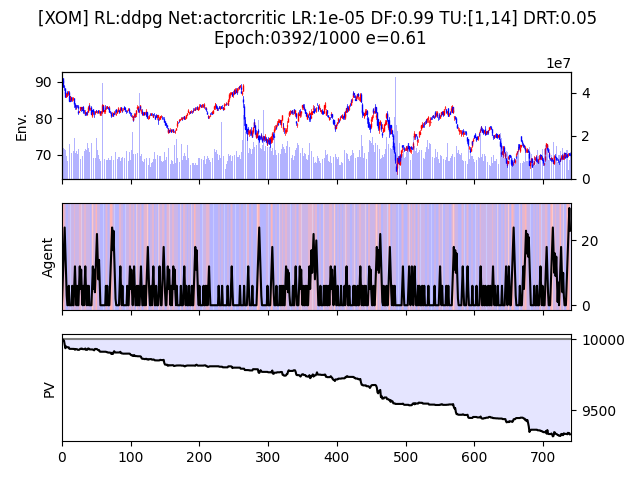 [XOM] RL:ddpg Net:actorcritic LR:1e-05 DF:0.99 TU:[1,14] DRT:0.05
Epoch:0392/1000 e=0.61
1e7
90
80
70
Env.
4
2
0
Agent
20
0
PV
10000
9500
0 100 200 300 400 500 600 700